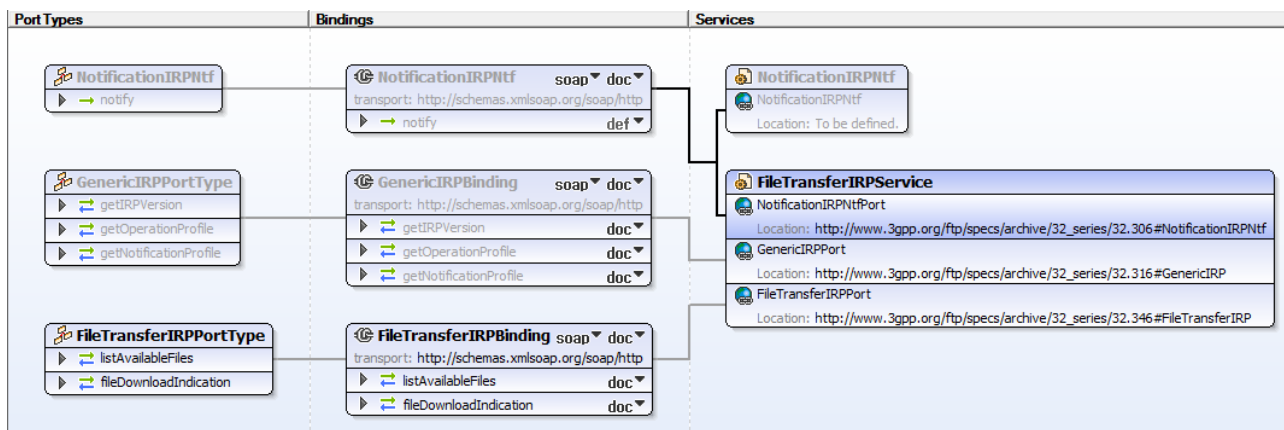 Port Types
Bindings
Services
NotificationIRPNtf
notify
NotificationIRPNtf soap doc
transport: http://schemas.xmlsoap.org/soap/http
notify def
NotificationIRPNtf
NotificationIRPNtf
Location: To be defined.
GenericIRPPortType
getIRPVersion
getOperationProfile
getNotificationProfile
GenericIRPBinding soap doc
transport: http://schemas.xmlsoap.org/soap/http
getIRPVersion doc
getOperationProfile doc
getNotificationProfile doc
FileTransferIRPService
NotificationIRPNtfPort
Location: http://www.3gpp.org/ftp/specs/archive/32_series/32.306#NotificationIRPNtf
GenericIRPPort
Location: http://www.3gpp.org/ftp/specs/archive/32_series/32.316#GenericIRP
FileTransferIRPPort
Location: http://www.3gpp.org/ftp/specs/archive/32_series/32.346#FileTransferIRP
FileTransferIRPPortType
listAvailableFiles
fileDownloadIndication
FileTransferIRPBinding soap doc
transport: http://schemas.xmlsoap.org/soap/http
listAvailableFiles doc
fileDownloadIndication doc